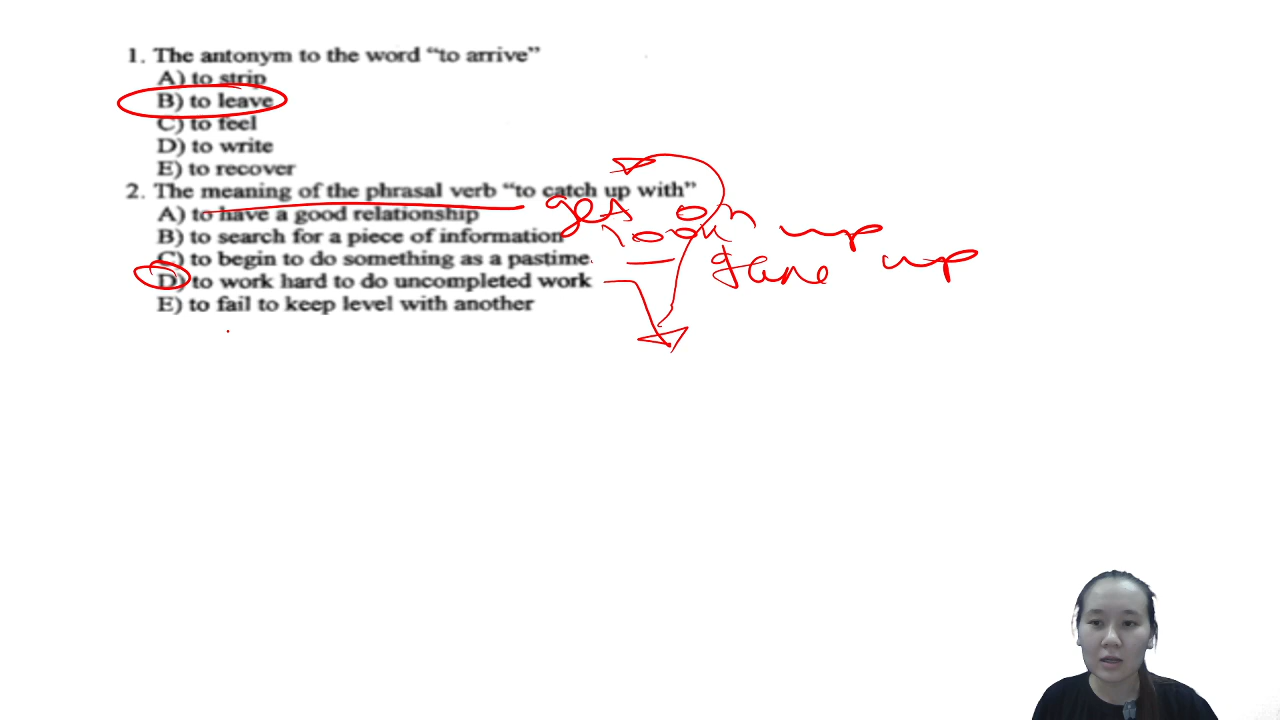 1. The antonym to the word “to arrive”
A) to strip
B) to leave
C) to feel
D) to write
E) to recover
2. The meaning of the phrasal verb “to catch up with”
A) to have a good relationship get on
B) to search for a piece of information look up
C) to begin to do something as a pastime. up
D) to work hard to do uncompleted work
E) to fail to keep level with another